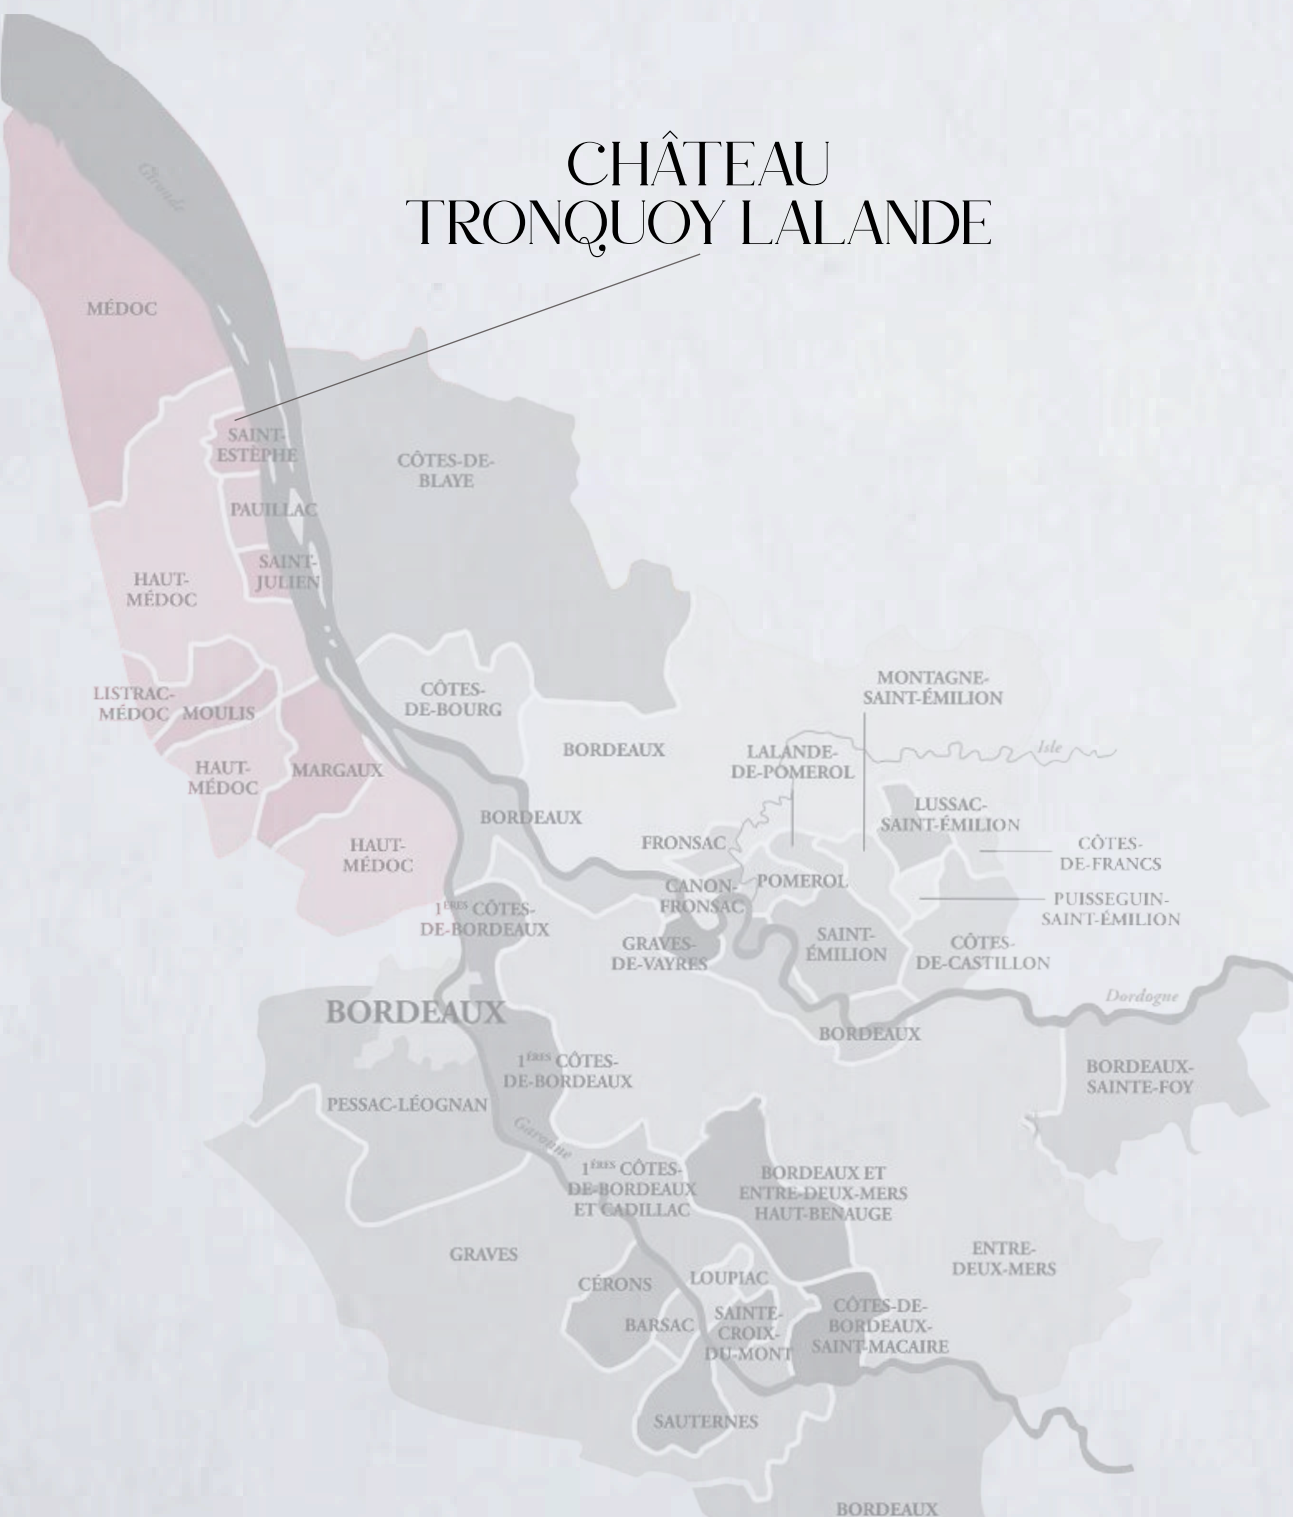 CHÂTEAU
TRONQUOY LALANDE
Gironde
MÉDOC
SAINT-
ESTÈPHE
CÔTES-DE-
BLAYE
PAUILLAC
SAINT-
JULIEN
HAUT-
MÉDOC
LISTRAC-
MÉDOC
MOULIS
CÔTES-
DE-BOURG
MONTAGNE-
SAINT-ÉMILION
BORDEAUX
LALANDE-
DE-POMEROL
Isle
HAUT-
MÉDOC
MARGAUX
BORDEAUX
LUSSAC-
SAINT-ÉMILION
FRONSAC
CÔTES-
DE-FRANCS
HAUT-
MÉDOC
CANON-
FRONSAC
POMEROL
PUISSEGUIN-
SAINT-ÉMILION
1ÈRES CÔTES-
DE-BORDEAUX
GRAVES-
DE-VAYRES
SAINT-
ÉMILION
CÔTES-
DE-CASTILLON
Dordogne
BORDEAUX
BORDEAUX
1ÈRES CÔTES-
DE-BORDEAUX
BORDEAUX-
SAINTE-FOY
PESSAC-LÉOGNAN
Garonne
1ÈRES CÔTES-
DE-BORDEAUX
ET CADILLAC
BORDEAUX ET
ENTRE-DEUX-MERS
HAUT-BENAUGE
GRAVES
ENTRE-
DEUX-MERS
CÉRONS
LOUPIAC
BARSAC
SAINTE-
CROIX-
DU-MONT
CÔTES-DE-
BORDEAUX-
SAINT-MACAIRE
SAUTERNES
BORDEAUX